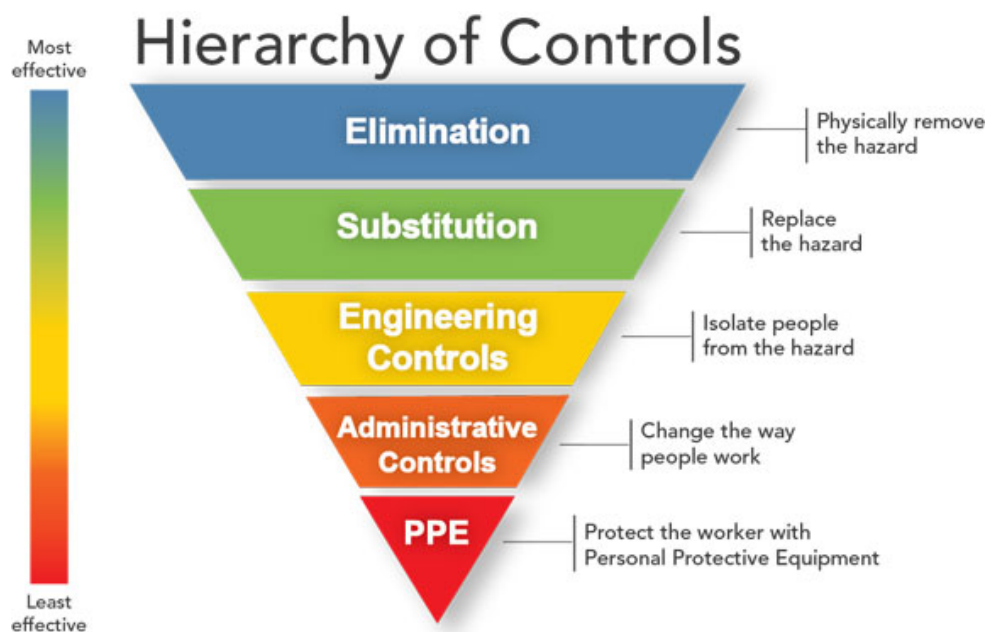 Hierarchy of Controls
Most
effective
Elimination
Physically remove
the hazard
Substitution
Replace
the hazard
Engineering
Controls
Isolate people
from the hazard
Administrative
Controls
Change the way
people work
PPE
Protect the worker with
Personal Protective Equipment
Least
effective